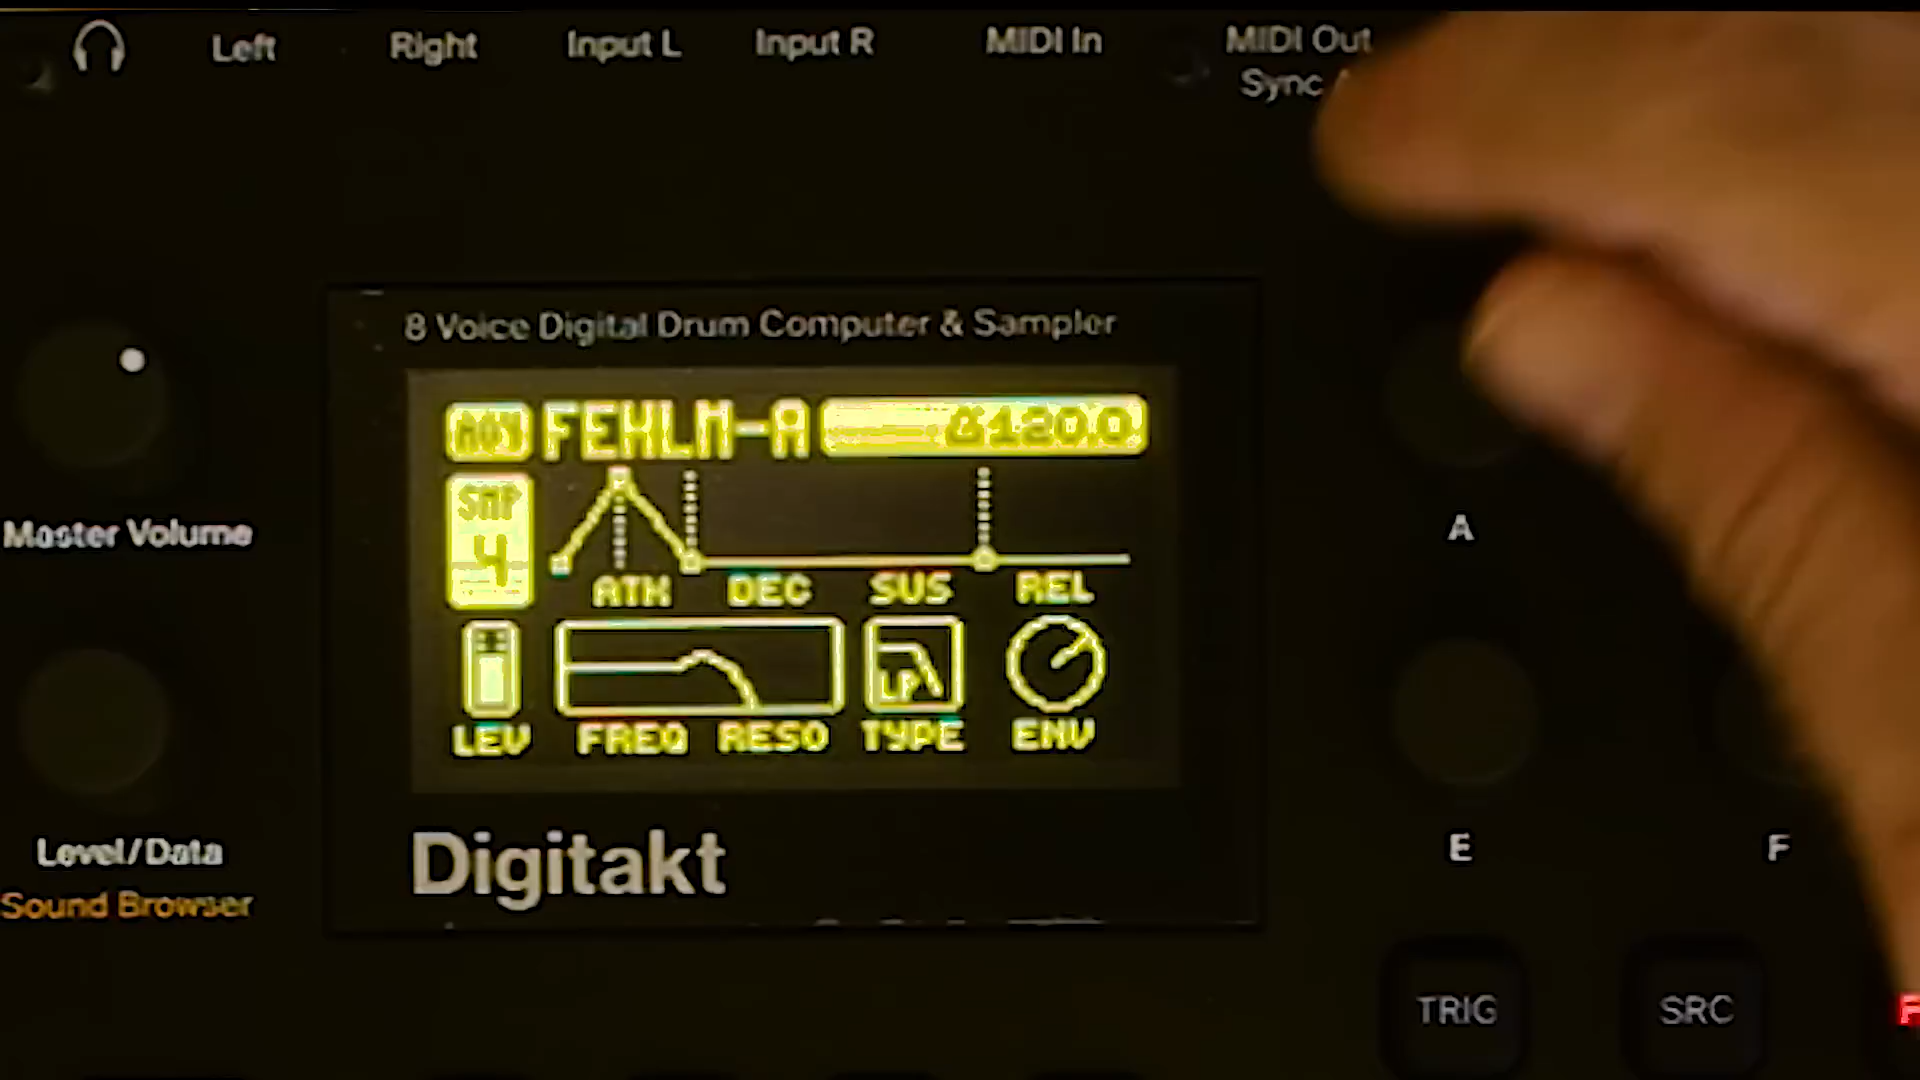 Left Right Input L Input R MIDI In MIDI Out
Sync
8 Voice Digital Drum Computer & Sampler
A04 FEHLM-A 120.0
SMP
4
ATK DEC SUS REL
LP
LEV FREQ RESO TYPE ENV
Master Volume
A
Digitakt
Level/Data
Sound Browser
E F
TRIG SRC